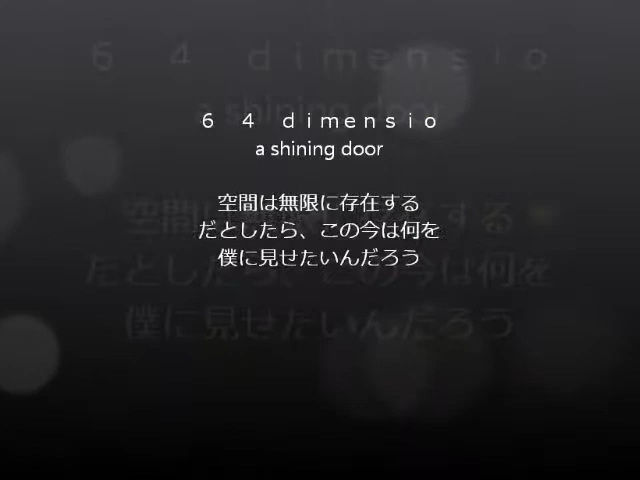 ６　４　ｄｉｍｅｎｓｉｏ
a shining door
空間は無限に存在する
だとしたら、この今は何を
僕に見せたいんだろう